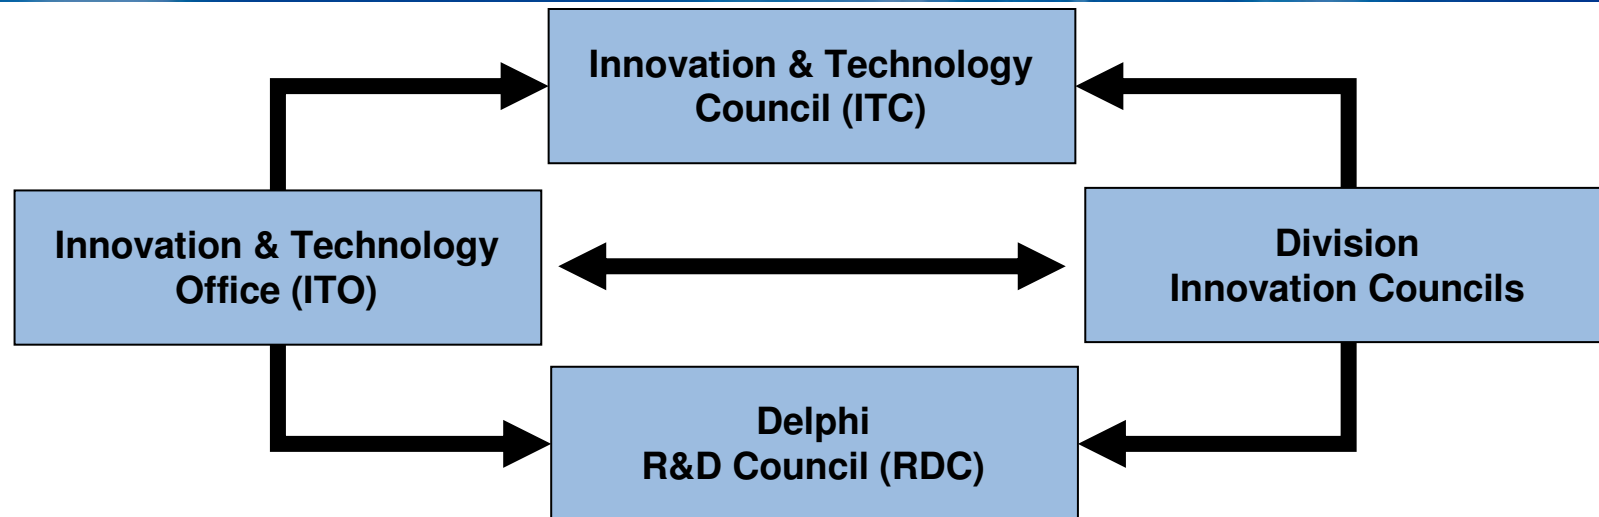 Innovation & Technology
Council (ITC)
Innovation & Technology
Office (ITO)
Division
Innovation Councils
Delphi
R&D Council (RDC)